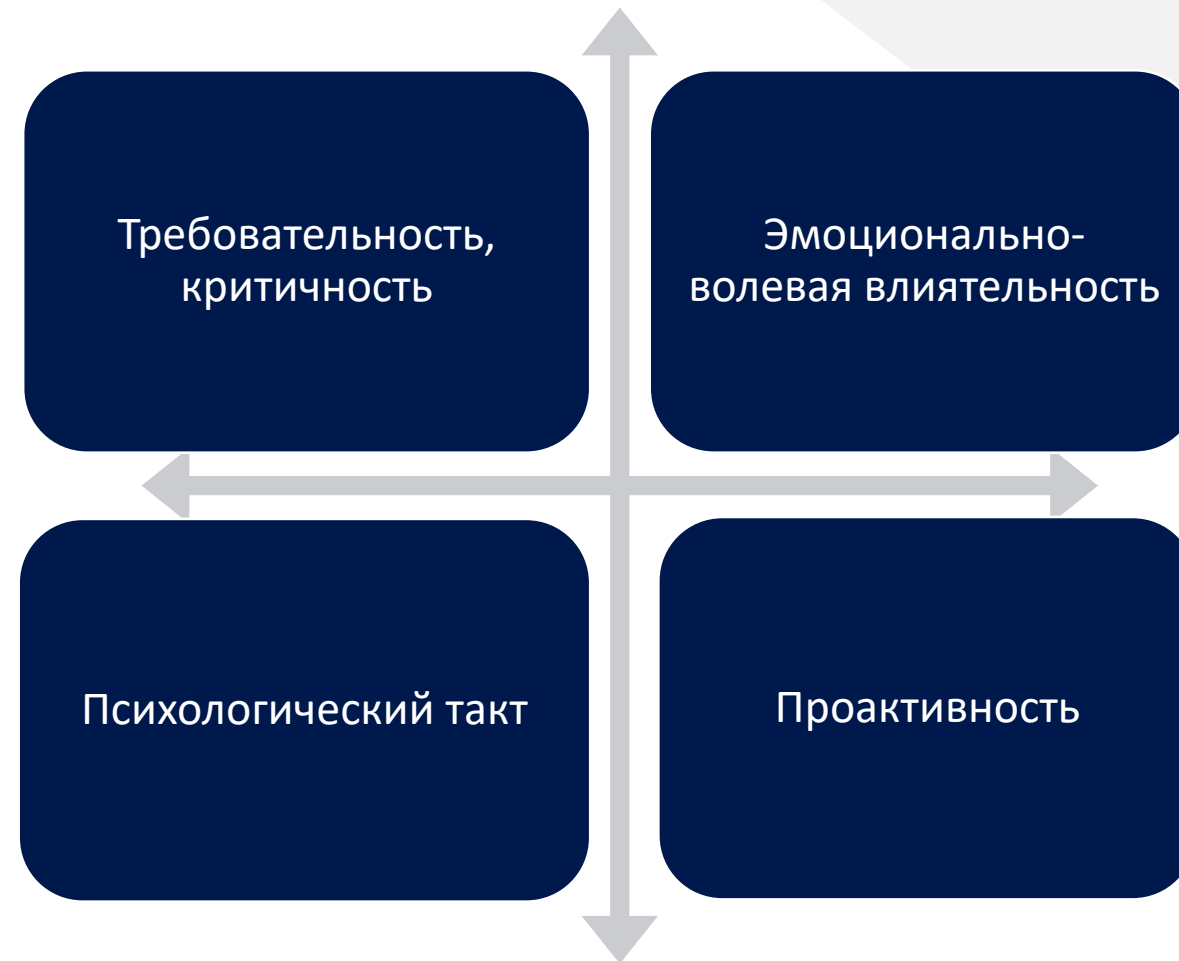 Требовательность,
критичность
Эмоционально-
волевая влиятельность
Психологический такт
Проактивность